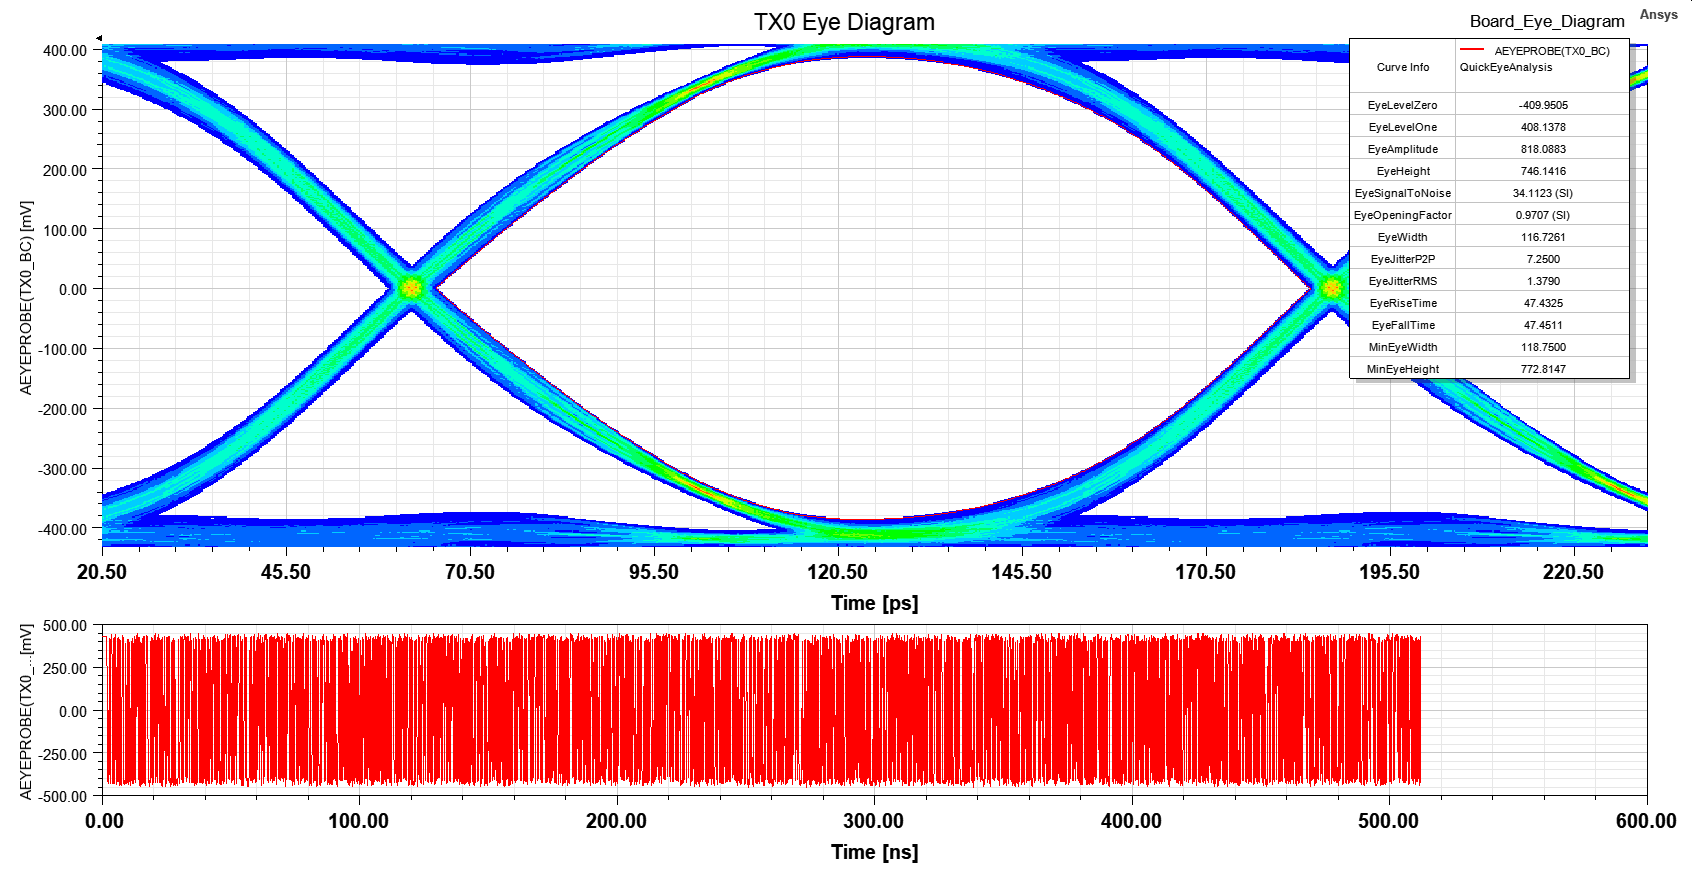 TX0 Eye Diagram
Board_Eye_Diagram
Ansys
AEYEPROBE(TX0_BC) [mV]
400.00
300.00
200.00
100.00
0.00
-100.00
-200.00
-300.00
-400.00
Curve Info
AEYEPROBE(TX0_BC)
QuickEyeAnalysis
EyeLevelZero -409.9505
EyeLevelOne 408.1378
EyeAmplitude 818.0883
EyeHeight 746.1416
EyeSignalToNoise 34.1123 (SI)
EyeOpeningFactor 0.9707 (SI)
EyeWidth 116.7261
EyeJitterP2P 7.2500
EyeJitterRMS 1.3790
EyeRiseTime 47.4325
EyeFallTime 47.4511
MinEyeWidth 118.7500
MinEyeHeight 772.8147
20.50 45.50 70.50 95.50 120.50 145.50 170.50 195.50 220.50
Time [ps]
AEYEPROBE(TX0_...[mV]
500.00
250.00
0.00
-250.00
-500.00
0.00 100.00 200.00 300.00 400.00 500.00 600.00
Time [ns]